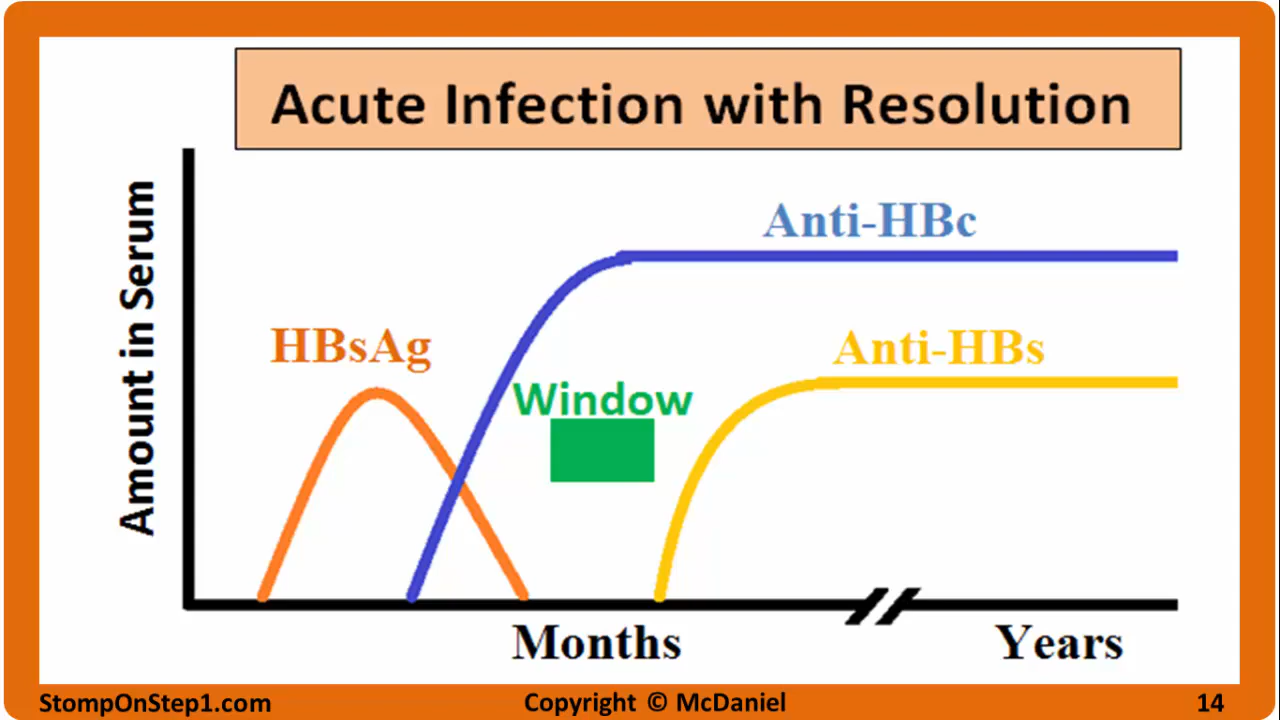 Acute Infection with Resolution
Amount in Serum
Anti-HBc
HBsAg
Anti-HBs
Window
Months
Years
StompOnStep1.com
Copyright © McDaniel
14